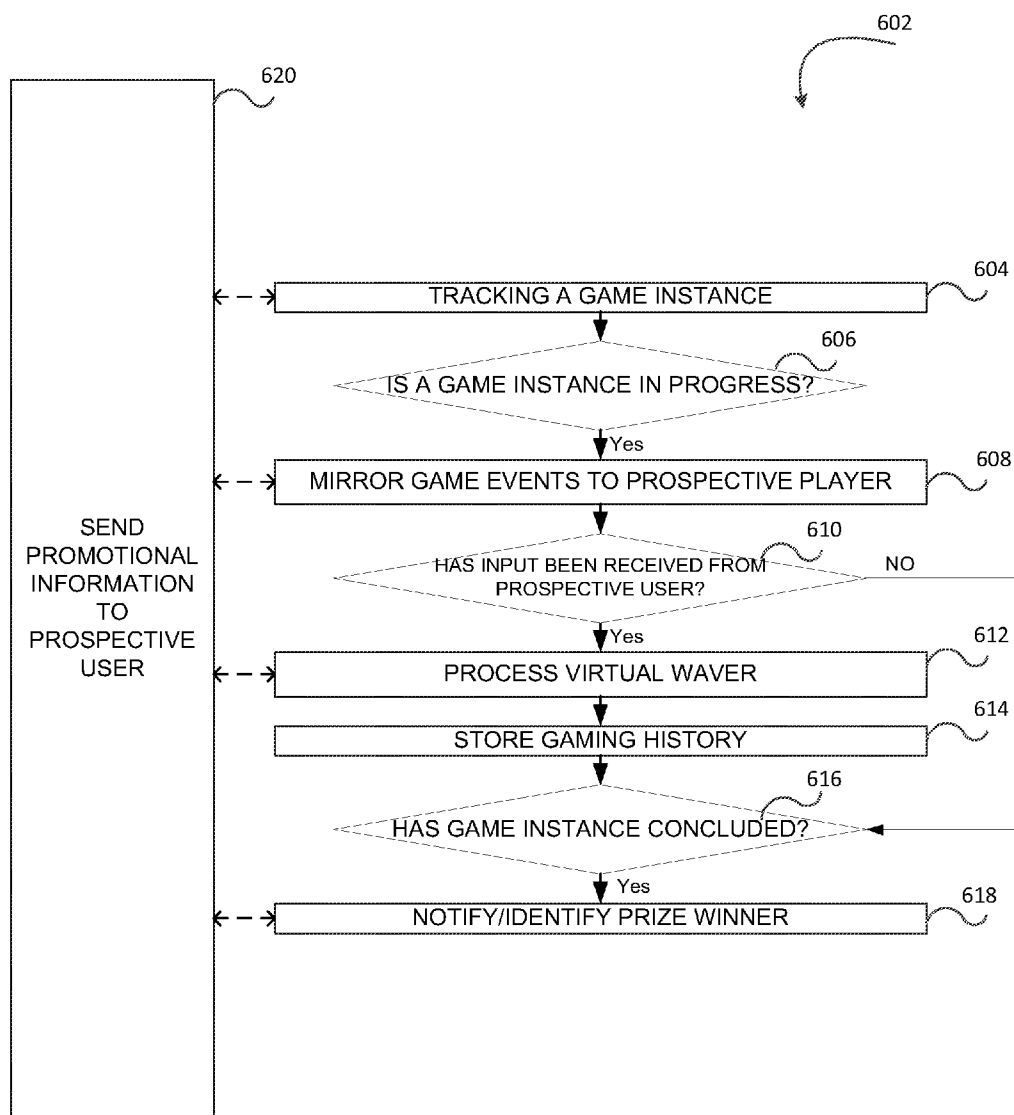 602
620
SEND
PROMOTIONAL
INFORMATION
TO
PROSPECTIVE
USER
604
TRACKING A GAME INSTANCE
606
IS A GAME INSTANCE IN PROGRESS?
Yes
608
MIRROR GAME EVENTS TO PROSPECTIVE PLAYER
610
HAS INPUT BEEN RECEIVED FROM
PROSPECTIVE USER?
NO
Yes
612
PROCESS VIRTUAL WAVER
614
STORE GAMING HISTORY
616
HAS GAME INSTANCE CONCLUDED?
Yes
618
NOTIFY/IDENTIFY PRIZE WINNER